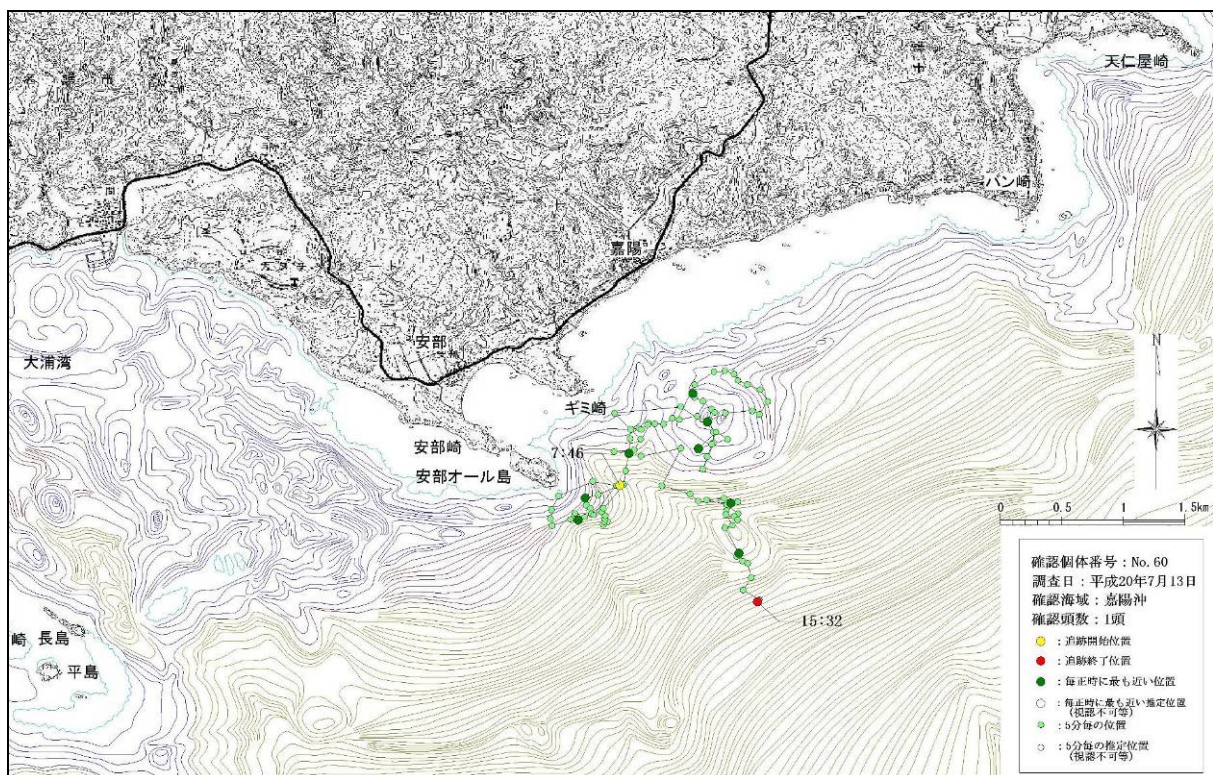 天仁屋崎
バン崎
嘉陽
安部
大浦湾
ギミ崎
安部崎
7:46
安部オール島
N
0 0.5 1 1.5km
15:32
崎
長島
平島
確認個体番号：No. 60
調査日：平成20年7月13日
確認海域：嘉陽沖
確認頭数：1頭
：追跡開始位置
：追跡終了位置
：毎正時に最も近い位置
：毎正時に最も近い推定位置
（視認不可等）
：5分毎の位置
：5分毎の推定位置
（視認不可等）